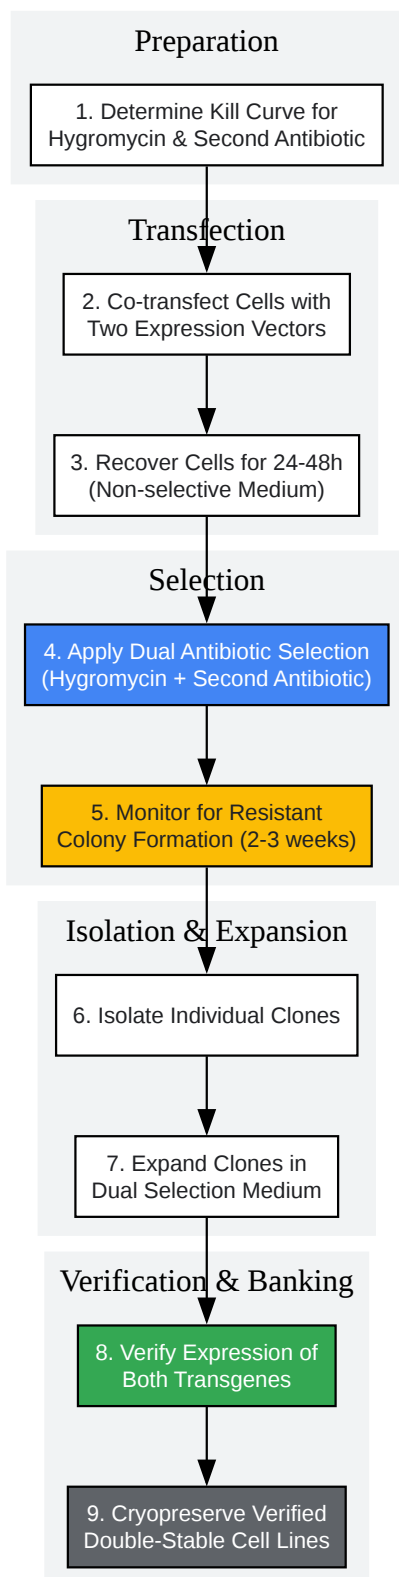 Preparation
1. Determine Kill Curve for
Hygromycin & Second Antibiotic
Transfection
2. Co-transfect Cells with
Two Expression Vectors
3. Recover Cells for 24-48h
(Non-selective Medium)
Selection
4. Apply Dual Antibiotic Selection
(Hygromycin + Second Antibiotic)
5. Monitor for Resistant
Colony Formation (2-3 weeks)
Isolation & Expansion
6. Isolate Individual Clones
7. Expand Clones in
Dual Selection Medium
Verification & Banking
8. Verify Expression of
Both Transgenes
9. Cryopreserve Verified
Double-Stable Cell Lines